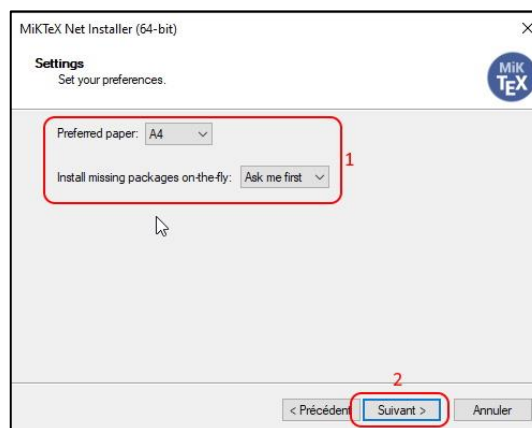 MiKTeX Net Installer (64-bit)
Settings
Set your preferences.
MiK
TEX
Preferred paper: A4
1
Install missing packages on-the-fly: Ask me first
2
< Précédent Suivant > Annuler